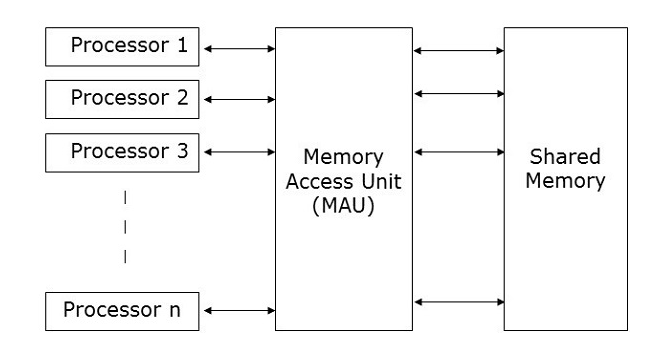 Processor 1
Processor 2
Processor 3
Processor n
Memory
Access Unit
(MAU)
Shared
Memory